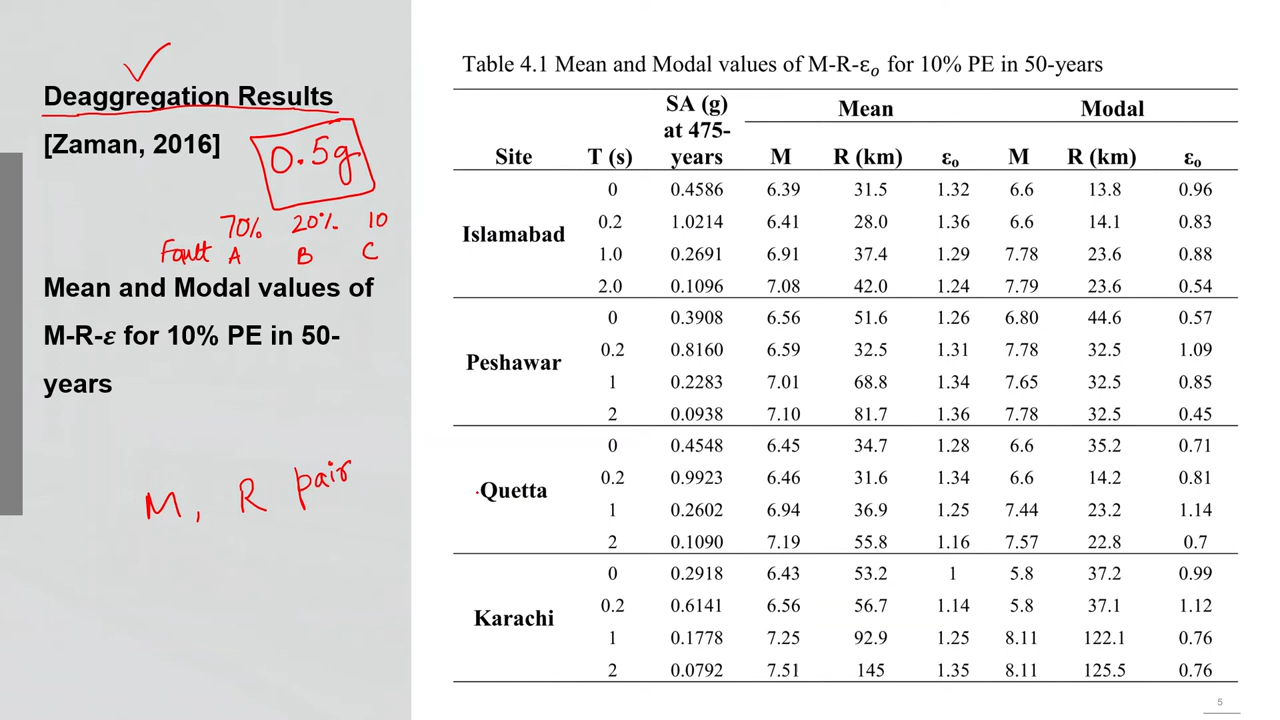 Deaggregation Results
[Zaman, 2016]
0.5g
70% 20% 10
Fault A B C
Mean and Modal values of
M-R-𝜀 for 10% PE in 50-
years
M, R pair
Table 4.1 Mean and Modal values of M-R-εₒ for 10% PE in 50-years
Site T (s) SA (g) at 475-years Mean Modal
M R (km) εₒ M R (km) εₒ
Islamabad
0 0.4586 6.39 31.5 1.32 6.6 13.8 0.96
0.2 1.0214 6.41 28.0 1.36 6.6 14.1 0.83
1.0 0.2691 6.91 37.4 1.29 7.78 23.6 0.88
2.0 0.1096 7.08 42.0 1.24 7.79 23.6 0.54
Peshawar
0 0.3908 6.56 51.6 1.26 6.80 44.6 0.57
0.2 0.8160 6.59 32.5 1.31 7.78 32.5 1.09
1 0.2283 7.01 68.8 1.34 7.65 32.5 0.85
2 0.0938 7.10 81.7 1.36 7.78 32.5 0.45
Quetta
0 0.4548 6.45 34.7 1.28 6.6 35.2 0.71
0.2 0.9923 6.46 31.6 1.34 6.6 14.2 0.81
1 0.2602 6.94 36.9 1.25 7.44 23.2 1.14
2 0.1090 7.19 55.8 1.16 7.57 22.8 0.7
Karachi
0 0.2918 6.43 53.2 1 5.8 37.2 0.99
0.2 0.6141 6.56 56.7 1.14 5.8 37.1 1.12
1 0.1778 7.25 92.9 1.25 8.11 122.1 0.76
2 0.0792 7.51 145 1.35 8.11 125.5 0.76
5